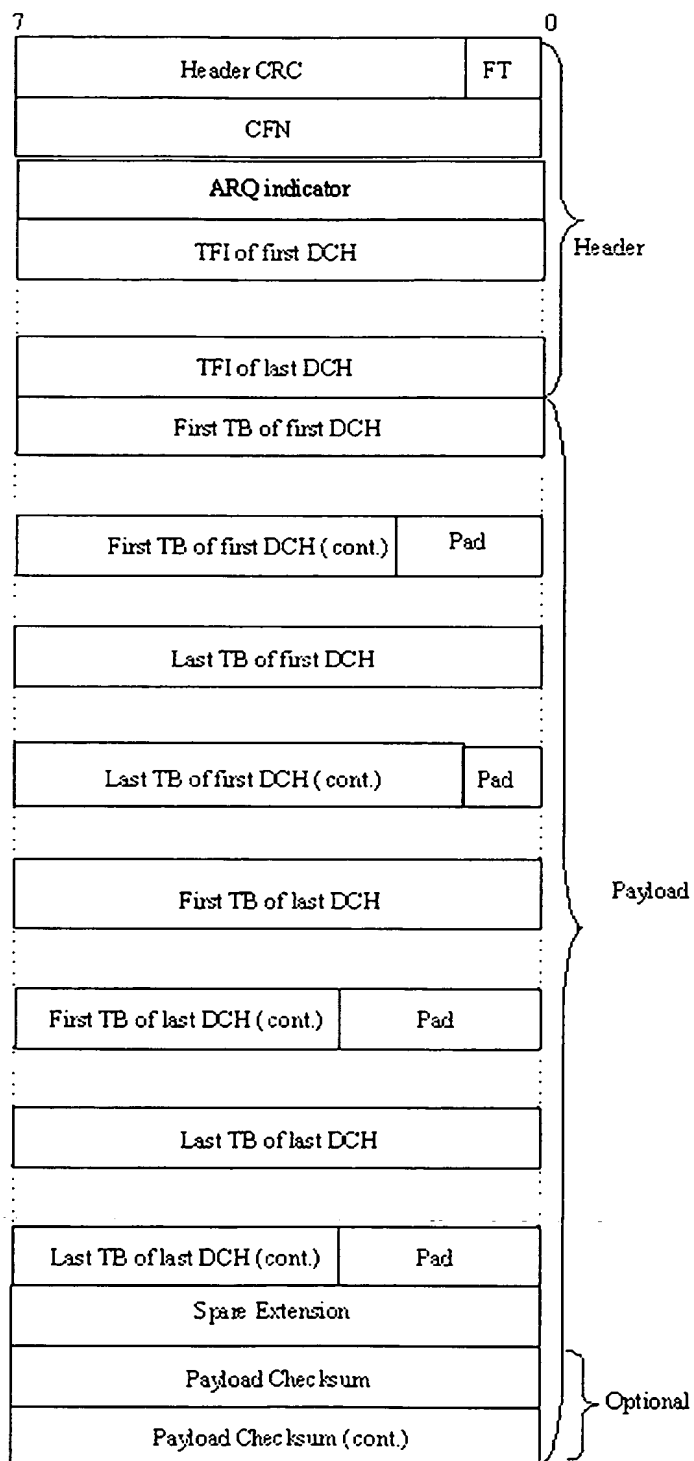 7 0
Header CRC FT
CFN
ARQ indicator
TFI of first DCH
Header
TFI of last DCH
First TB of first DCH
First TB of first DCH (cont.) Pad
Last TB of first DCH
Last TB of first DCH (cont.) Pad
First TB of last DCH
Payload
First TB of last DCH (cont.) Pad
Last TB of last DCH
Last TB of last DCH (cont.) Pad
Spare Extension
Payload Checksum
Optional
Payload Checksum (cont.)